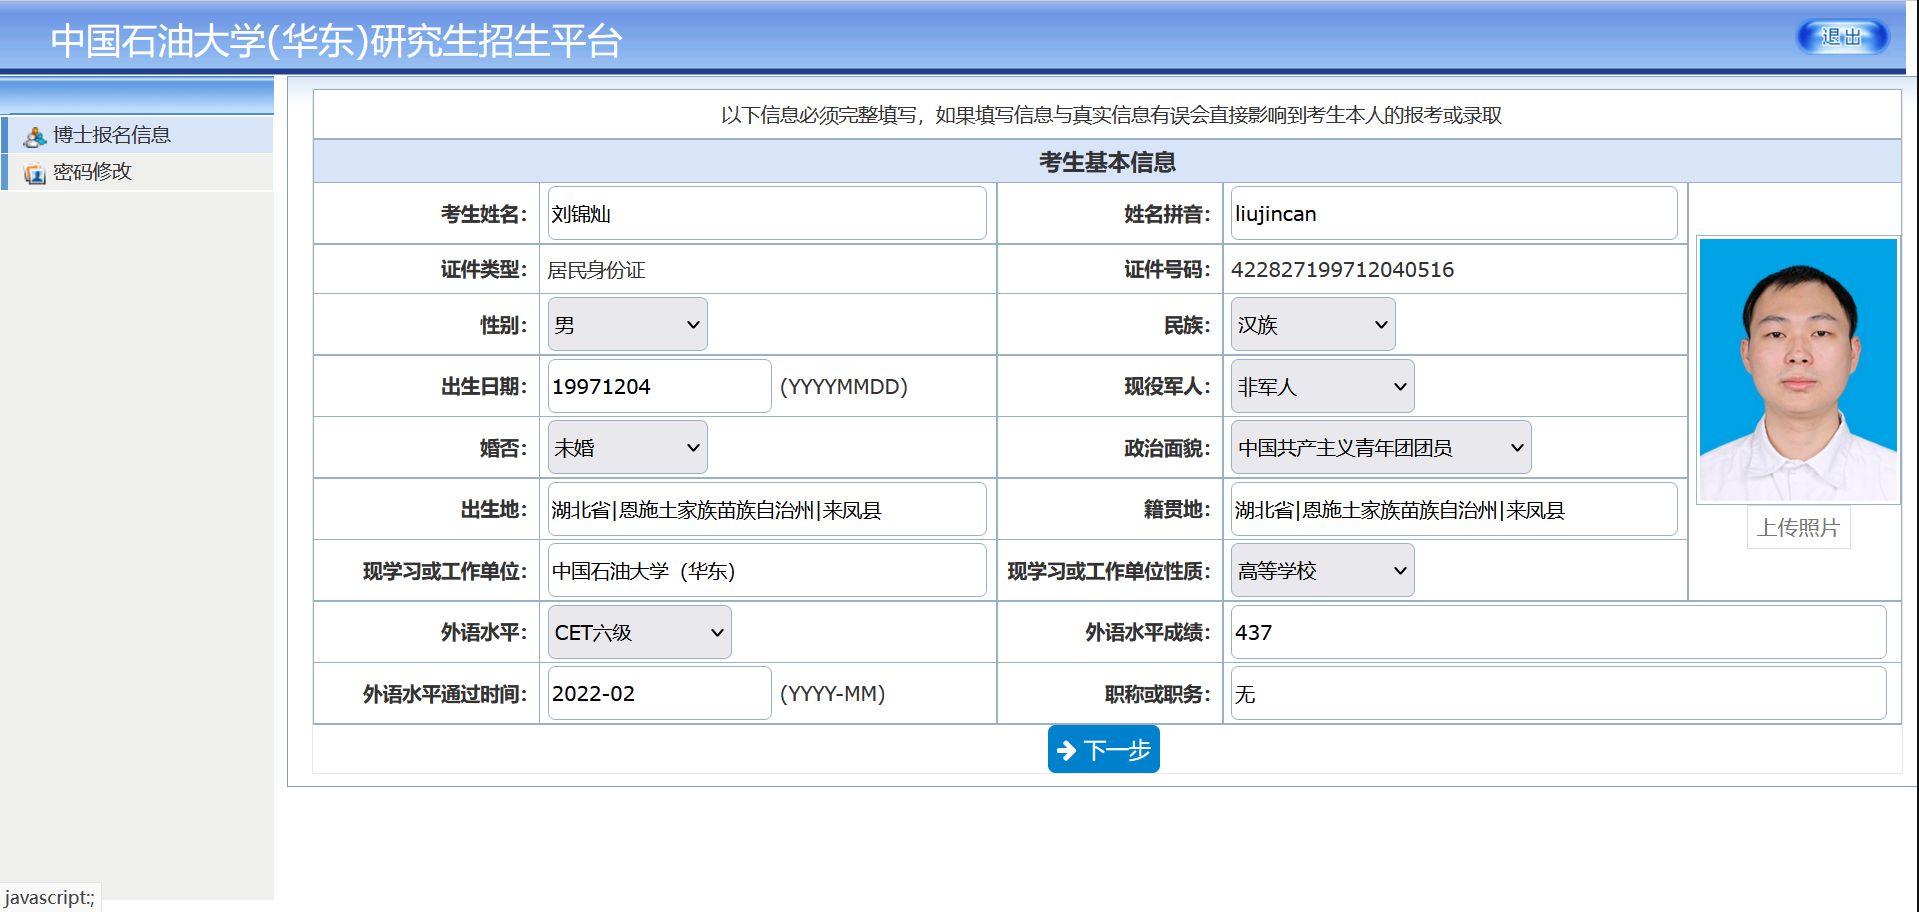 中国石油大学(华东)研究生招生平台
退出
博士报名信息
密码修改
以下信息必须完整填写，如果填写信息与真实信息有误会直接影响到考生本人的报考或录取
考生基本信息
考生姓名： 刘锦灿 姓名拼音： liujincan
证件类型： 居民身份证 证件号码： 422827199712040516
性别： 男 民族： 汉族
出生日期： 19971204 (YYYYMMDD) 现役军人： 非军人
婚否： 未婚 政治面貌： 中国共产主义青年团团员
出生地： 湖北省|恩施土家族苗族自治州|来凤县 籍贯地： 湖北省|恩施土家族苗族自治州|来凤县
上传照片
现学习或工作单位： 中国石油大学（华东） 现学习或工作单位性质： 高等学校
外语水平： CET六级 外语水平成绩： 437
外语水平通过时间： 2022-02 (YYYY-MM) 职称或职务： 无
下一步
javascript:;